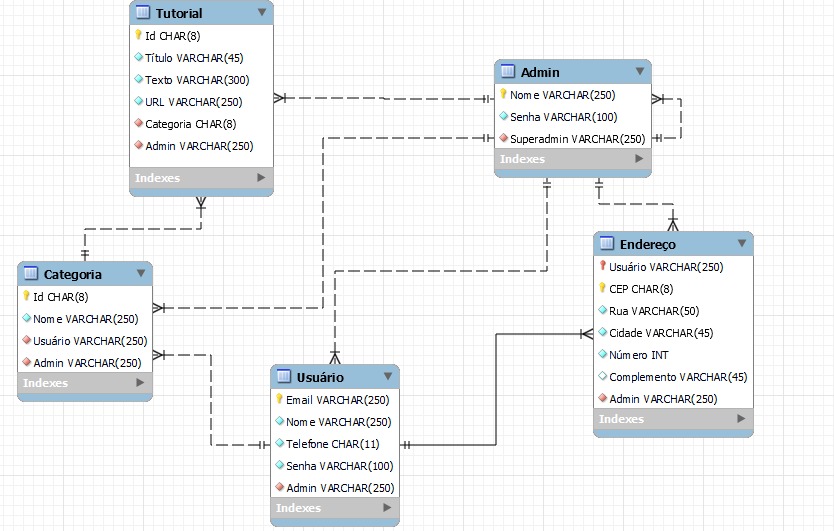 Tutorial
Id CHAR(8)
Título VARCHAR(45)
Texto VARCHAR(300)
URL VARCHAR(250)
Categoria CHAR(8)
Admin VARCHAR(250)
Indexes
Admin
Nome VARCHAR(250)
Senha VARCHAR(100)
Superadmin VARCHAR(250)
Indexes
Categoria
Id CHAR(8)
Nome VARCHAR(250)
Usuário VARCHAR(250)
Admin VARCHAR(250)
Indexes
Endereço
Usuário VARCHAR(250)
CEP CHAR(8)
Rua VARCHAR(50)
Cidade VARCHAR(45)
Número INT
Complemento VARCHAR(45)
Admin VARCHAR(250)
Indexes
Usuário
Email VARCHAR(250)
Nome VARCHAR(250)
Telefone CHAR(11)
Senha VARCHAR(100)
Admin VARCHAR(250)
Indexes